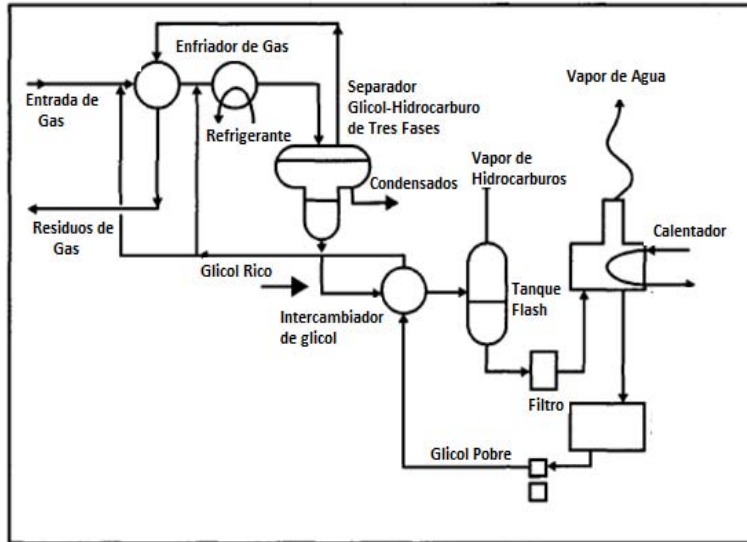 Enfriador de Gas
Vapor de Agua
Entrada de
Gas
Refrigerante
Separador
Glicol-Hidrocarburo
de Tres Fases
Vapor de
Hidrocarburos
Condensados
Calentador
Residuos de
Gas
Glicol Rico
Intercambiador
de glicol
Tanque
Flash
Filtro
Glicol Pobre